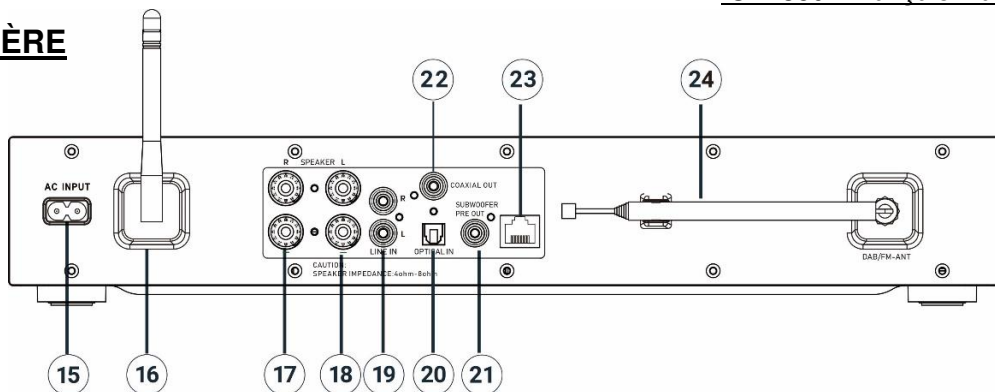 ÈRE
22
23
24
R SPEAKER L
AC INPUT
COAXIAL OUT
R
SUBWOOFER
PRE OUT
L
LINE IN
OPTICAL IN
DAB/FM-ANT
CAUTION:
SPEAKER IMPEDANCE:4ohm-8ohm
15
16
17
18
19
20
21